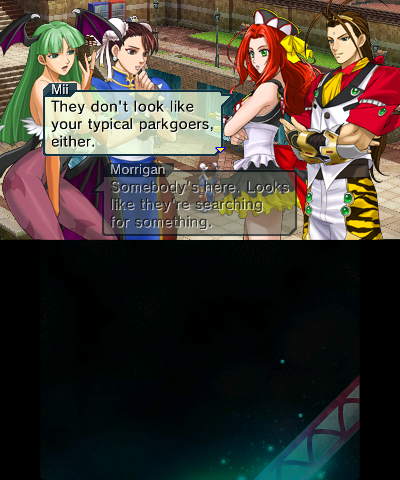 Mii
They don't look like
your typical parkgoers,
either.
Morrigan
Somebody's here. Looks
like they're searching
for something.